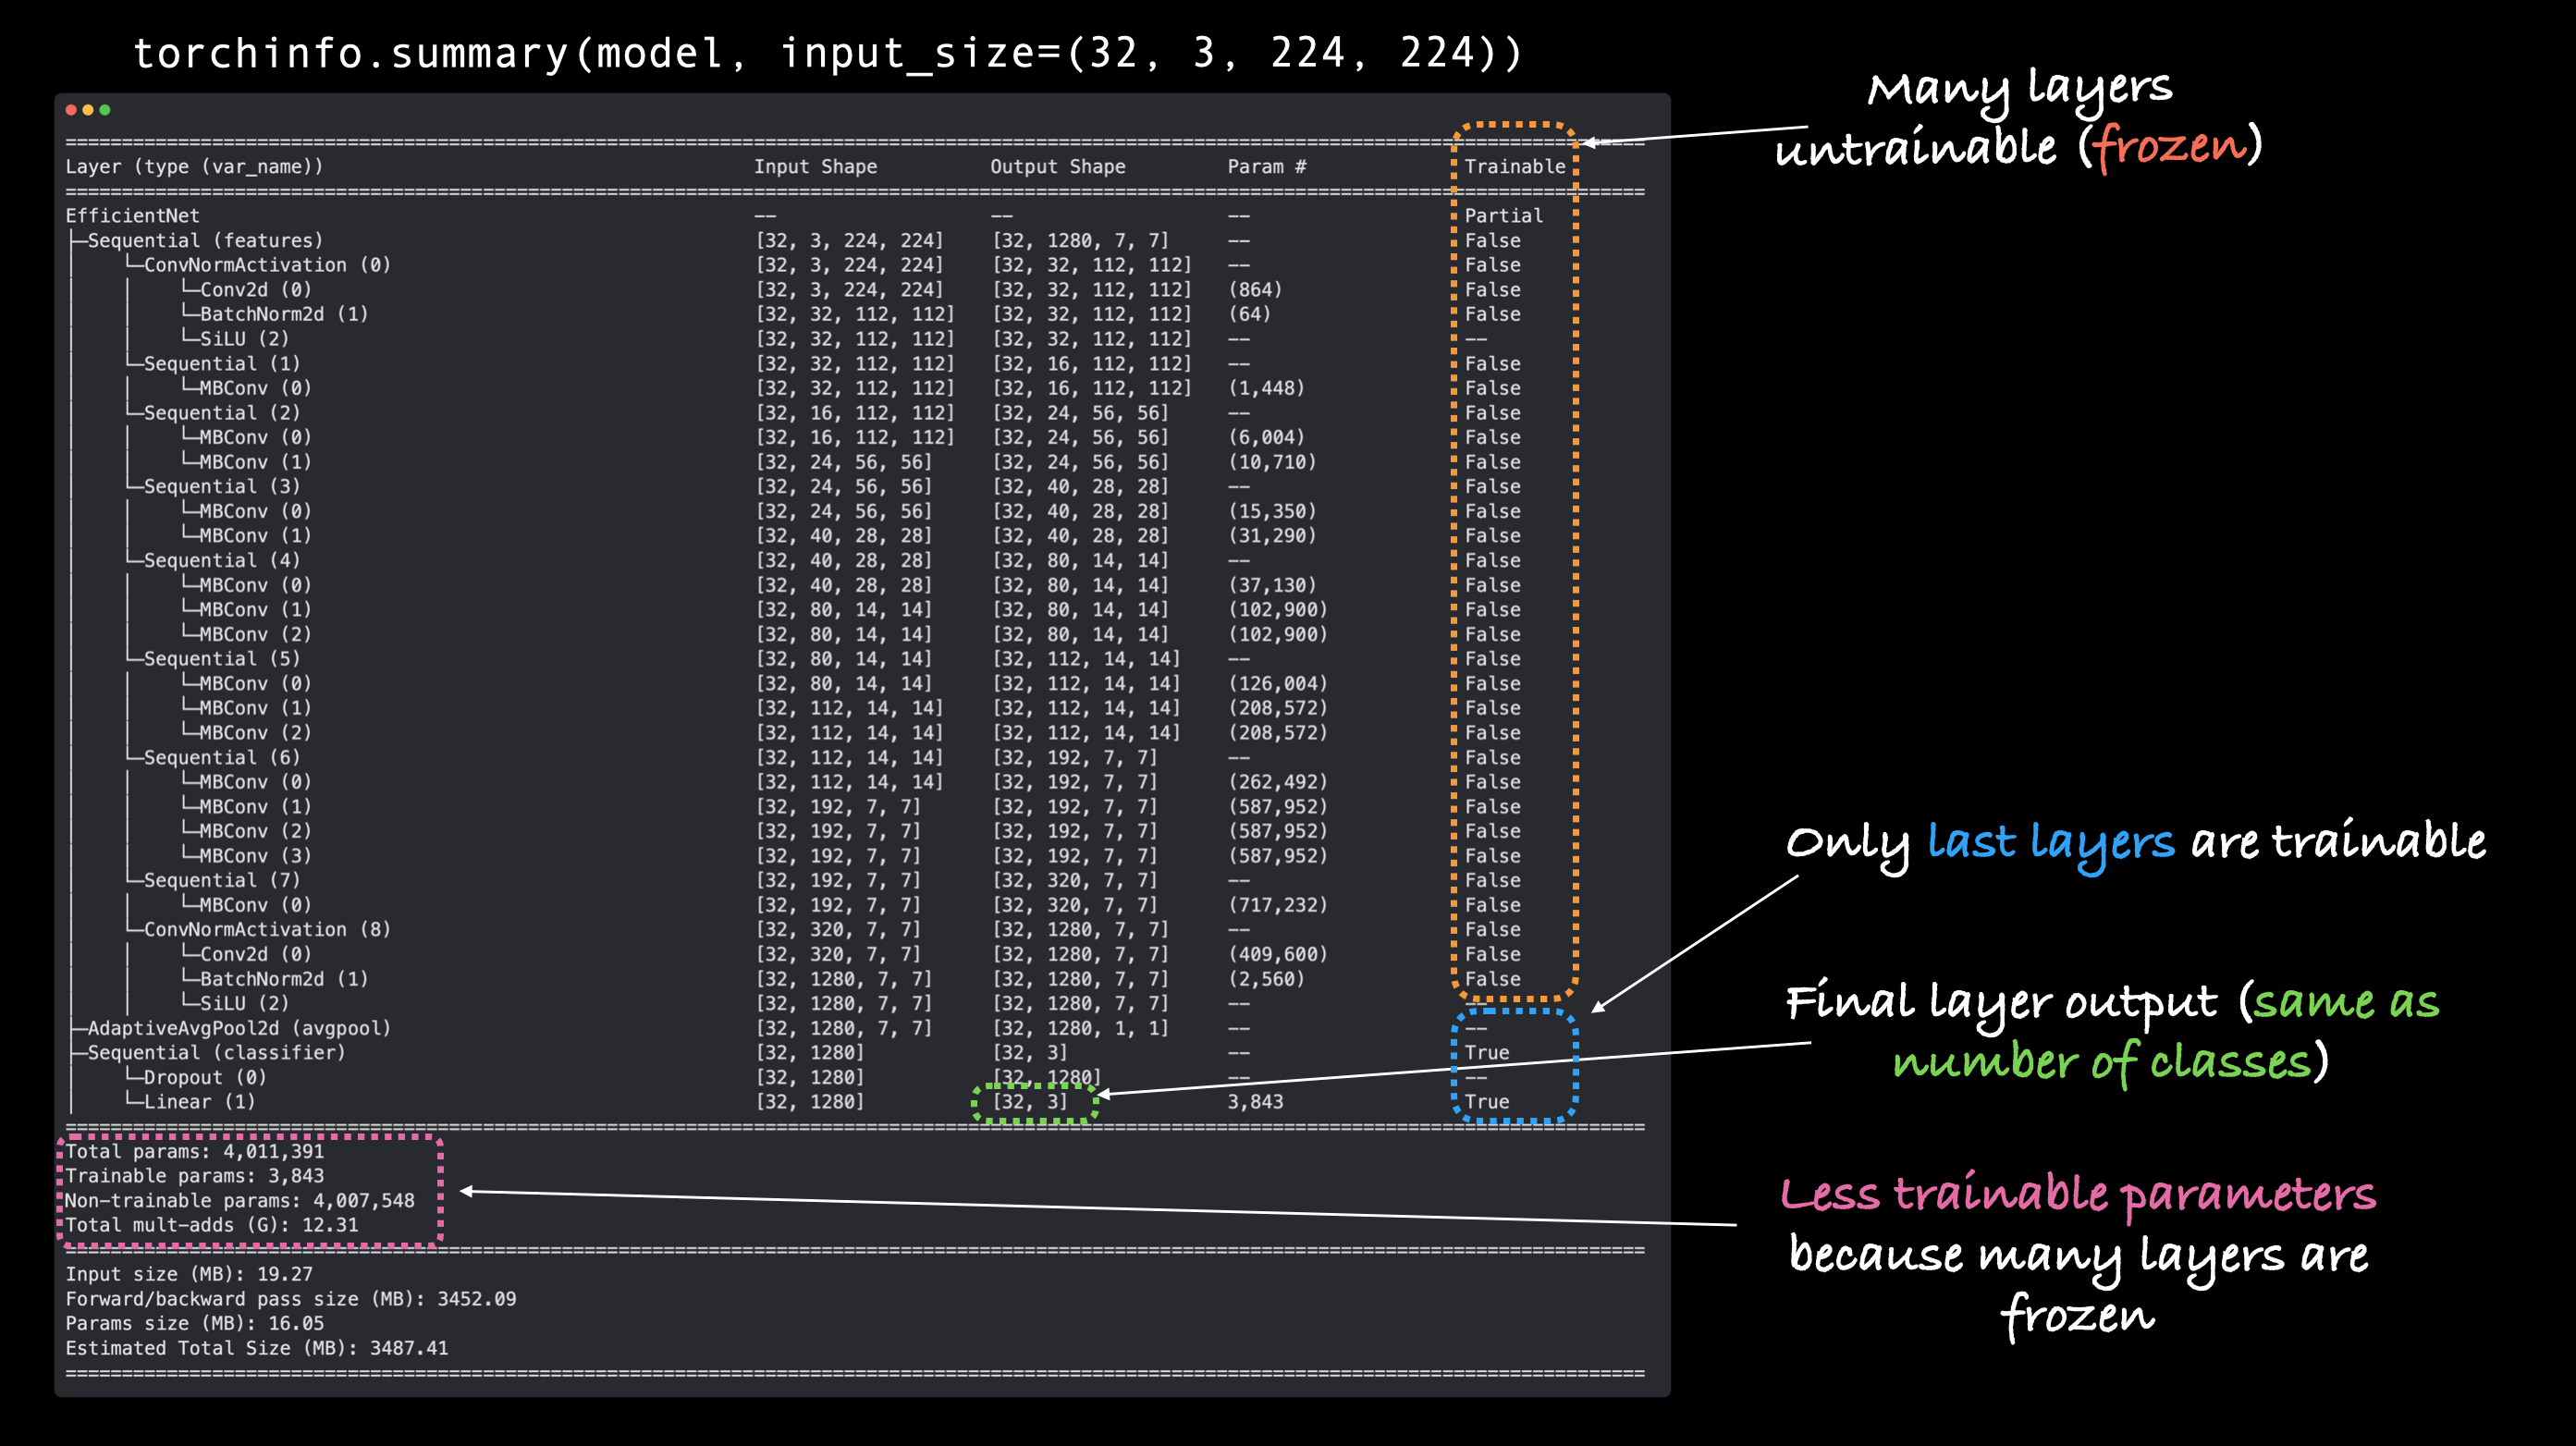 torchinfo.summary(model, input_size=(32, 3, 224, 224))
Many layers
untrainable (frozen)
Layer (type (var_name)) Input Shape Output Shape Param # Trainable
EfficientNet -- -- -- Partial
├─Sequential (features) [32, 3, 224, 224] [32, 1280, 7, 7] -- False
│ └─ConvNormActivation (0) [32, 3, 224, 224] [32, 32, 112, 112] -- False
│ │ └─Conv2d (0) [32, 3, 224, 224] [32, 32, 112, 112] (864) False
│ │ └─BatchNorm2d (1) [32, 32, 112, 112] [32, 32, 112, 112] (64) False
│ │ └─SiLU (2) [32, 32, 112, 112] [32, 32, 112, 112] -- --
│ └─Sequential (1) [32, 32, 112, 112] [32, 16, 112, 112] -- False
│ │ └─MBConv (0) [32, 32, 112, 112] [32, 16, 112, 112] (1,448) False
│ └─Sequential (2) [32, 16, 112, 112] [32, 24, 56, 56] -- False
│ │ └─MBConv (0) [32, 16, 112, 112] [32, 24, 56, 56] (6,004) False
│ │ └─MBConv (1) [32, 24, 56, 56] [32, 24, 56, 56] (10,710) False
│ └─Sequential (3) [32, 24, 56, 56] [32, 40, 28, 28] -- False
│ │ └─MBConv (0) [32, 24, 56, 56] [32, 40, 28, 28] (15,350) False
│ │ └─MBConv (1) [32, 40, 28, 28] [32, 40, 28, 28] (31,290) False
│ └─Sequential (4) [32, 40, 28, 28] [32, 80, 14, 14] -- False
│ │ └─MBConv (0) [32, 40, 28, 28] [32, 80, 14, 14] (37,130) False
│ │ └─MBConv (1) [32, 80, 14, 14] [32, 80, 14, 14] (102,900) False
│ │ └─MBConv (2) [32, 80, 14, 14] [32, 80, 14, 14] (102,900) False
│ └─Sequential (5) [32, 80, 14, 14] [32, 112, 14, 14] -- False
│ │ └─MBConv (0) [32, 80, 14, 14] [32, 112, 14, 14] (126,004) False
│ │ └─MBConv (1) [32, 112, 14, 14] [32, 112, 14, 14] (208,572) False
│ │ └─MBConv (2) [32, 112, 14, 14] [32, 112, 14, 14] (208,572) False
│ └─Sequential (6) [32, 112, 14, 14] [32, 192, 7, 7] -- False
│ │ └─MBConv (0) [32, 112, 14, 14] [32, 192, 7, 7] (262,492) False
│ │ └─MBConv (1) [32, 192, 7, 7] [32, 192, 7, 7] (587,952) False
│ │ └─MBConv (2) [32, 192, 7, 7] [32, 192, 7, 7] (587,952) False
│ │ └─MBConv (3) [32, 192, 7, 7] [32, 192, 7, 7] (587,952) False
│ └─Sequential (7) [32, 192, 7, 7] [32, 320, 7, 7] -- False
│ │ └─MBConv (0) [32, 192, 7, 7] [32, 320, 7, 7] (717,232) False
│ └─ConvNormActivation (8) [32, 320, 7, 7] [32, 1280, 7, 7] -- False
│ │ └─Conv2d (0) [32, 320, 7, 7] [32, 1280, 7, 7] (409,600) False
│ │ └─BatchNorm2d (1) [32, 1280, 7, 7] [32, 1280, 7, 7] (2,560) False
│ │ └─SiLU (2) [32, 1280, 7, 7] [32, 1280, 7, 7] -- --
├─AdaptiveAvgPool2d (avgpool) [32, 1280, 7, 7] [32, 1280, 1, 1] -- --
├─Sequential (classifier) [32, 1280] [32, 3] -- True
│ └─Dropout (0) [32, 1280] [32, 1280] -- --
│ └─Linear (1) [32, 1280] [32, 3] 3,843 True
Only last layers are trainable
Final layer output (same as
number of classes)
Total params: 4,011,391
Trainable params: 3,843
Non-trainable params: 4,007,548
Total mult-adds (G): 12.31
Less trainable parameters
because many layers are
frozen
Input size (MB): 19.27
Forward/backward pass size (MB): 3452.09
Params size (MB): 16.05
Estimated Total Size (MB): 3487.41